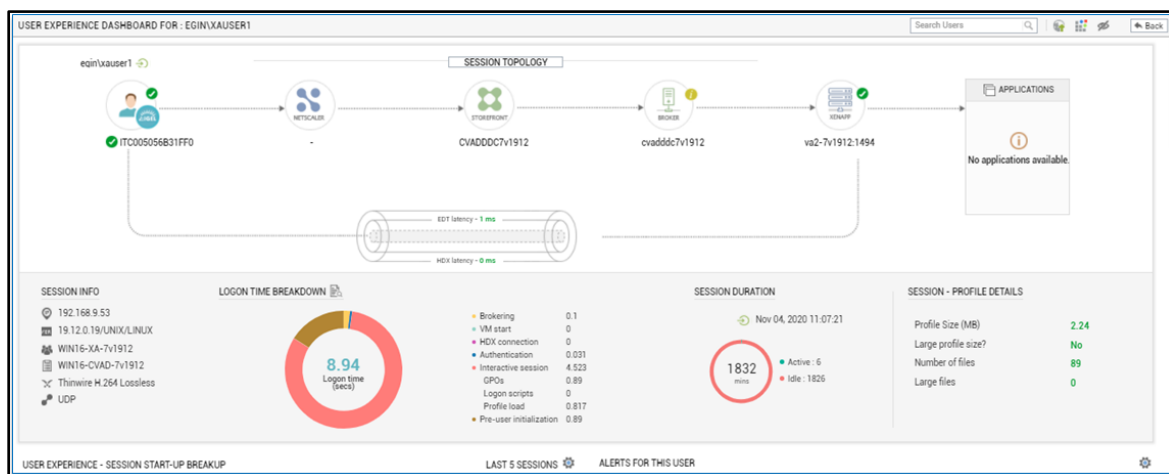 USER EXPERIENCE DASHBOARD FOR : EGIN\XAUSER1
Search Users
Back
egin\xauser1
SESSION TOPOLOGY
NETSCALER
STOREFRONT
BROKER
XENAPP
ITC005056B31FF0
-
CVADDDC7v1912
cvadddc7v1912
va2-7v1912:1494
APPLICATIONS
No applications available.
EDT latency - 1 ms
HDX latency - 0 ms
SESSION INFO
192.168.9.53
19.12.0.19/UNIX/LINUX
WIN16-XA-7v1912
WIN16-CVAD-7v1912
Thinwire H.264 Lossless
UDP
LOGON TIME BREAKDOWN
8.94
Logon time
(secs)
Brokering 0.1
VM start 0
HDX connection 0
Authentication 0.031
Interactive session 4.523
GPOs 0.89
Logon scripts 0
Profile load 0.817
Pre-user initialization 0.89
SESSION DURATION
Nov 04, 2020 11:07:21
1832
mins
Active : 6
Idle : 1826
SESSION - PROFILE DETAILS
Profile Size (MB) 2.24
Large profile size? No
Number of files 89
Large files 0
USER EXPERIENCE - SESSION START-UP BREAKUP
LAST 5 SESSIONS
ALERTS FOR THIS USER